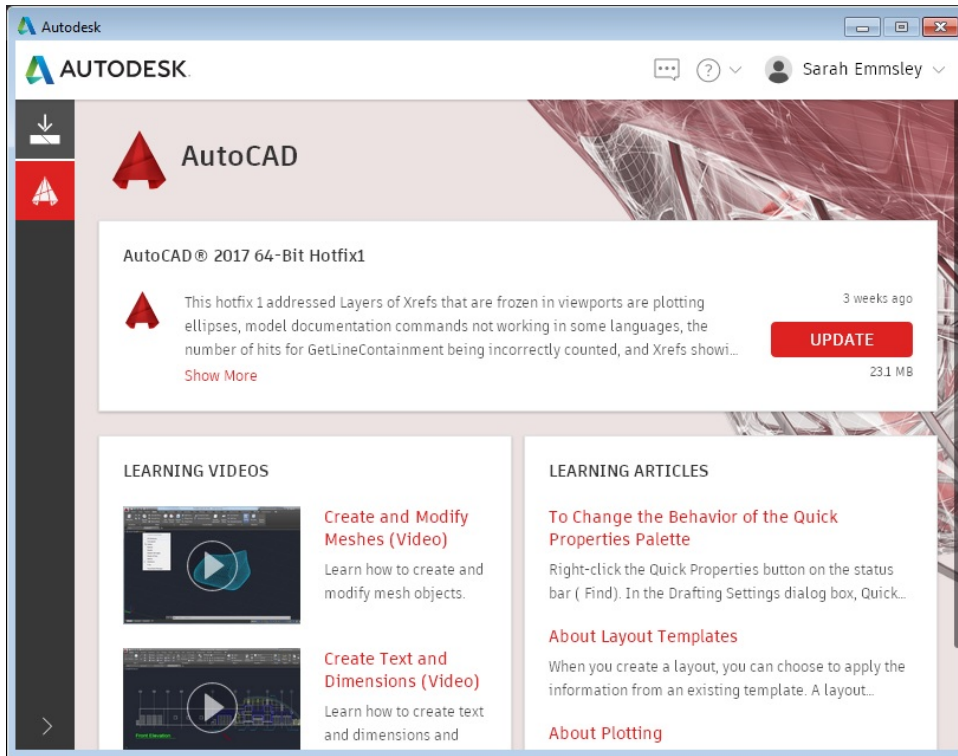 Autodesk
AUTODESK.
Sarah Emmsley
AutoCAD
AutoCAD® 2017 64-Bit Hotfix1
This hotfix 1 addressed Layers of Xrefs that are frozen in viewports are plotting
ellipses, model documentation commands not working in some languages, the
number of hits for GetLineContainment being incorrectly counted, and Xrefs showi...
Show More
3 weeks ago
UPDATE
23.1 MB
LEARNING VIDEOS
Create and Modify
Meshes (Video)
Learn how to create and
modify mesh objects.
Create Text and
Dimensions (Video)
Learn how to create text
and dimensions and
Front Elevation
LEARNING ARTICLES
To Change the Behavior of the Quick
Properties Palette
Right-click the Quick Properties button on the status
bar ( Find). In the Drafting Settings dialog box, Quick...
About Layout Templates
When you create a layout, you can choose to apply the
information from an existing template. A layout...
About Plotting